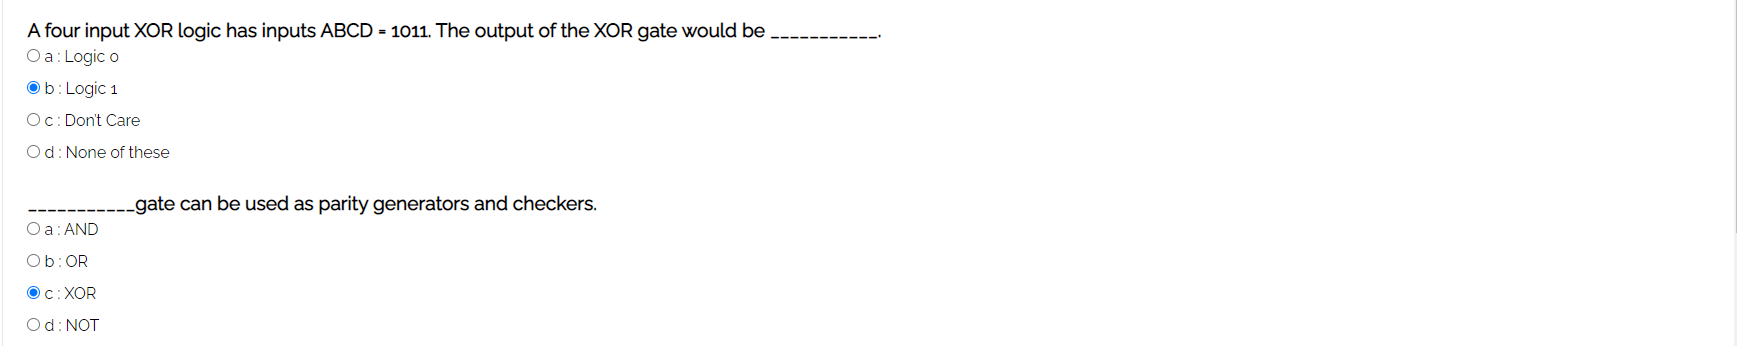 A four input XOR logic has inputs ABCD = 1011. The output of the XOR gate would be ___________.
a : Logic 0
b : Logic 1
c : Don't Care
d : None of these
___________gate can be used as parity generators and checkers.
a : AND
b : OR
c : XOR
d : NOT